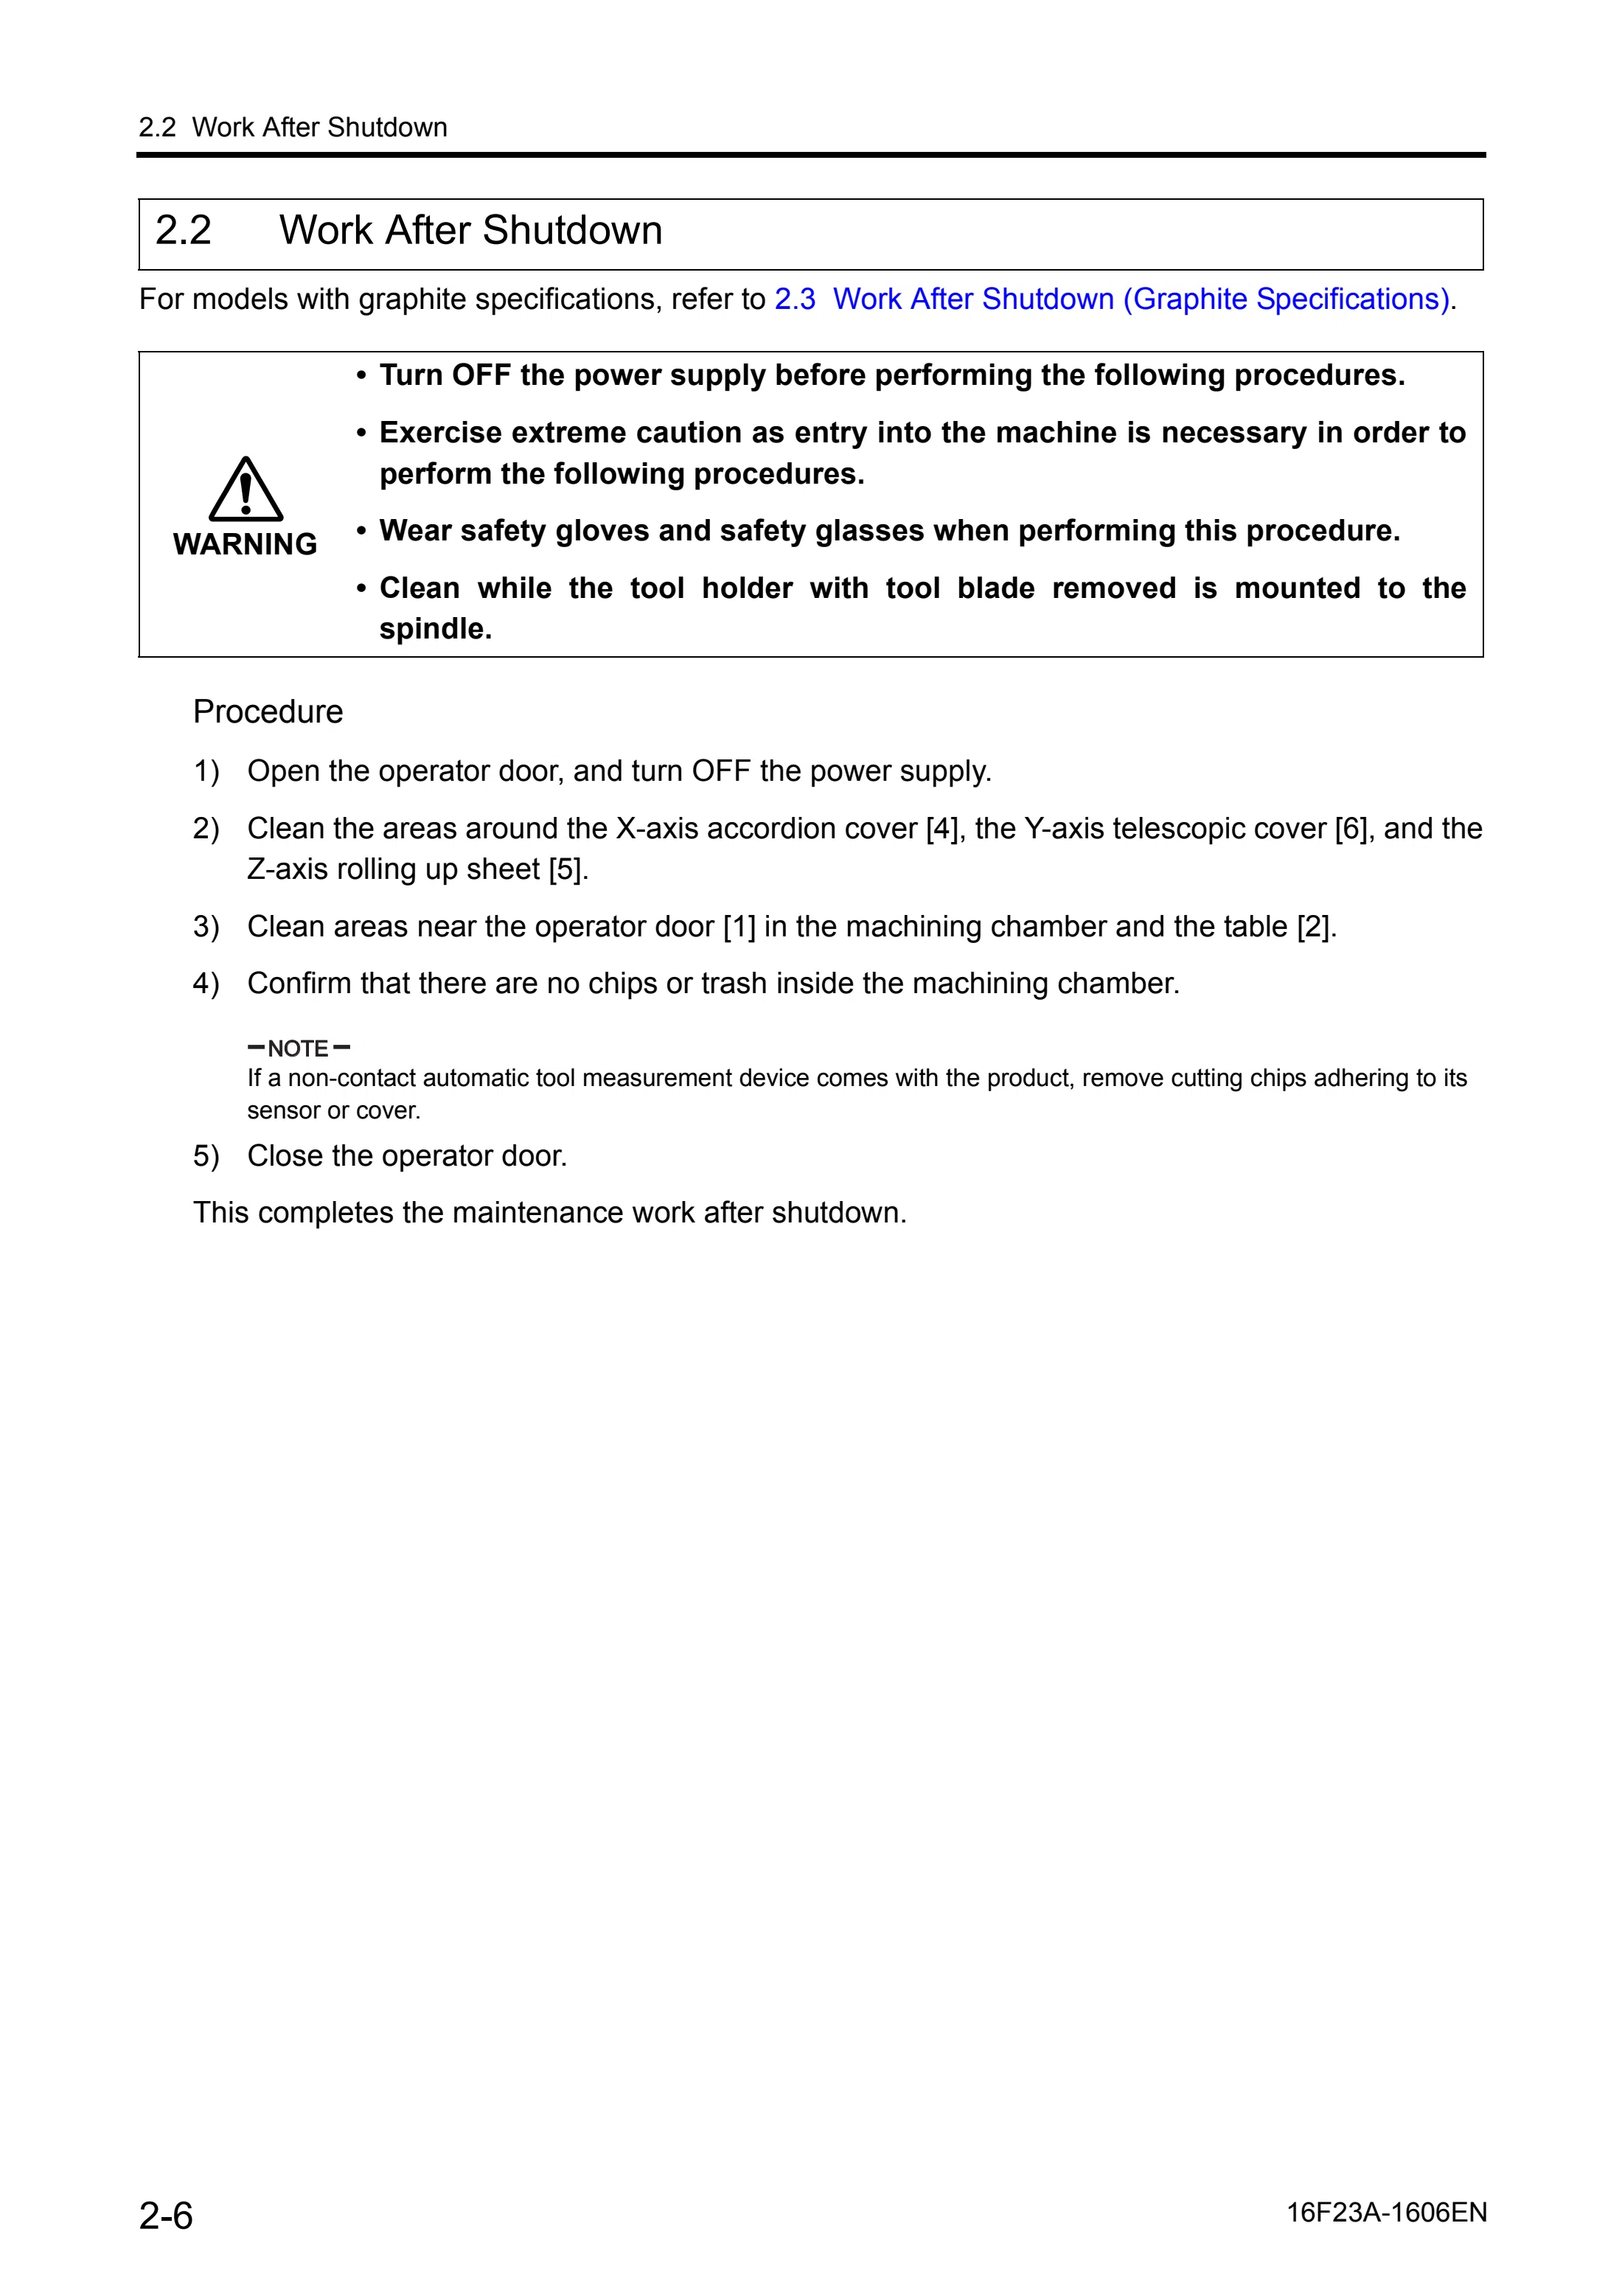 2.2 Work After Shutdown
2.2 Work After Shutdown
For models with graphite specifications, refer to 2.3 Work After Shutdown (Graphite Specifications).
WARNING
• Turn OFF the power supply before performing the following procedures.
• Exercise extreme caution as entry into the machine is necessary in order to
perform the following procedures.
• Wear safety gloves and safety glasses when performing this procedure.
• Clean while the tool holder with tool blade removed is mounted to the
spindle.
Procedure
1) Open the operator door, and turn OFF the power supply.
2) Clean the areas around the X-axis accordion cover [4], the Y-axis telescopic cover [6], and the
Z-axis rolling up sheet [5].
3) Clean areas near the operator door [1] in the machining chamber and the table [2].
4) Confirm that there are no chips or trash inside the machining chamber.
NOTE
If a non-contact automatic tool measurement device comes with the product, remove cutting chips adhering to its
sensor or cover.
5) Close the operator door.
This completes the maintenance work after shutdown.
2-6
16F23A-1606EN